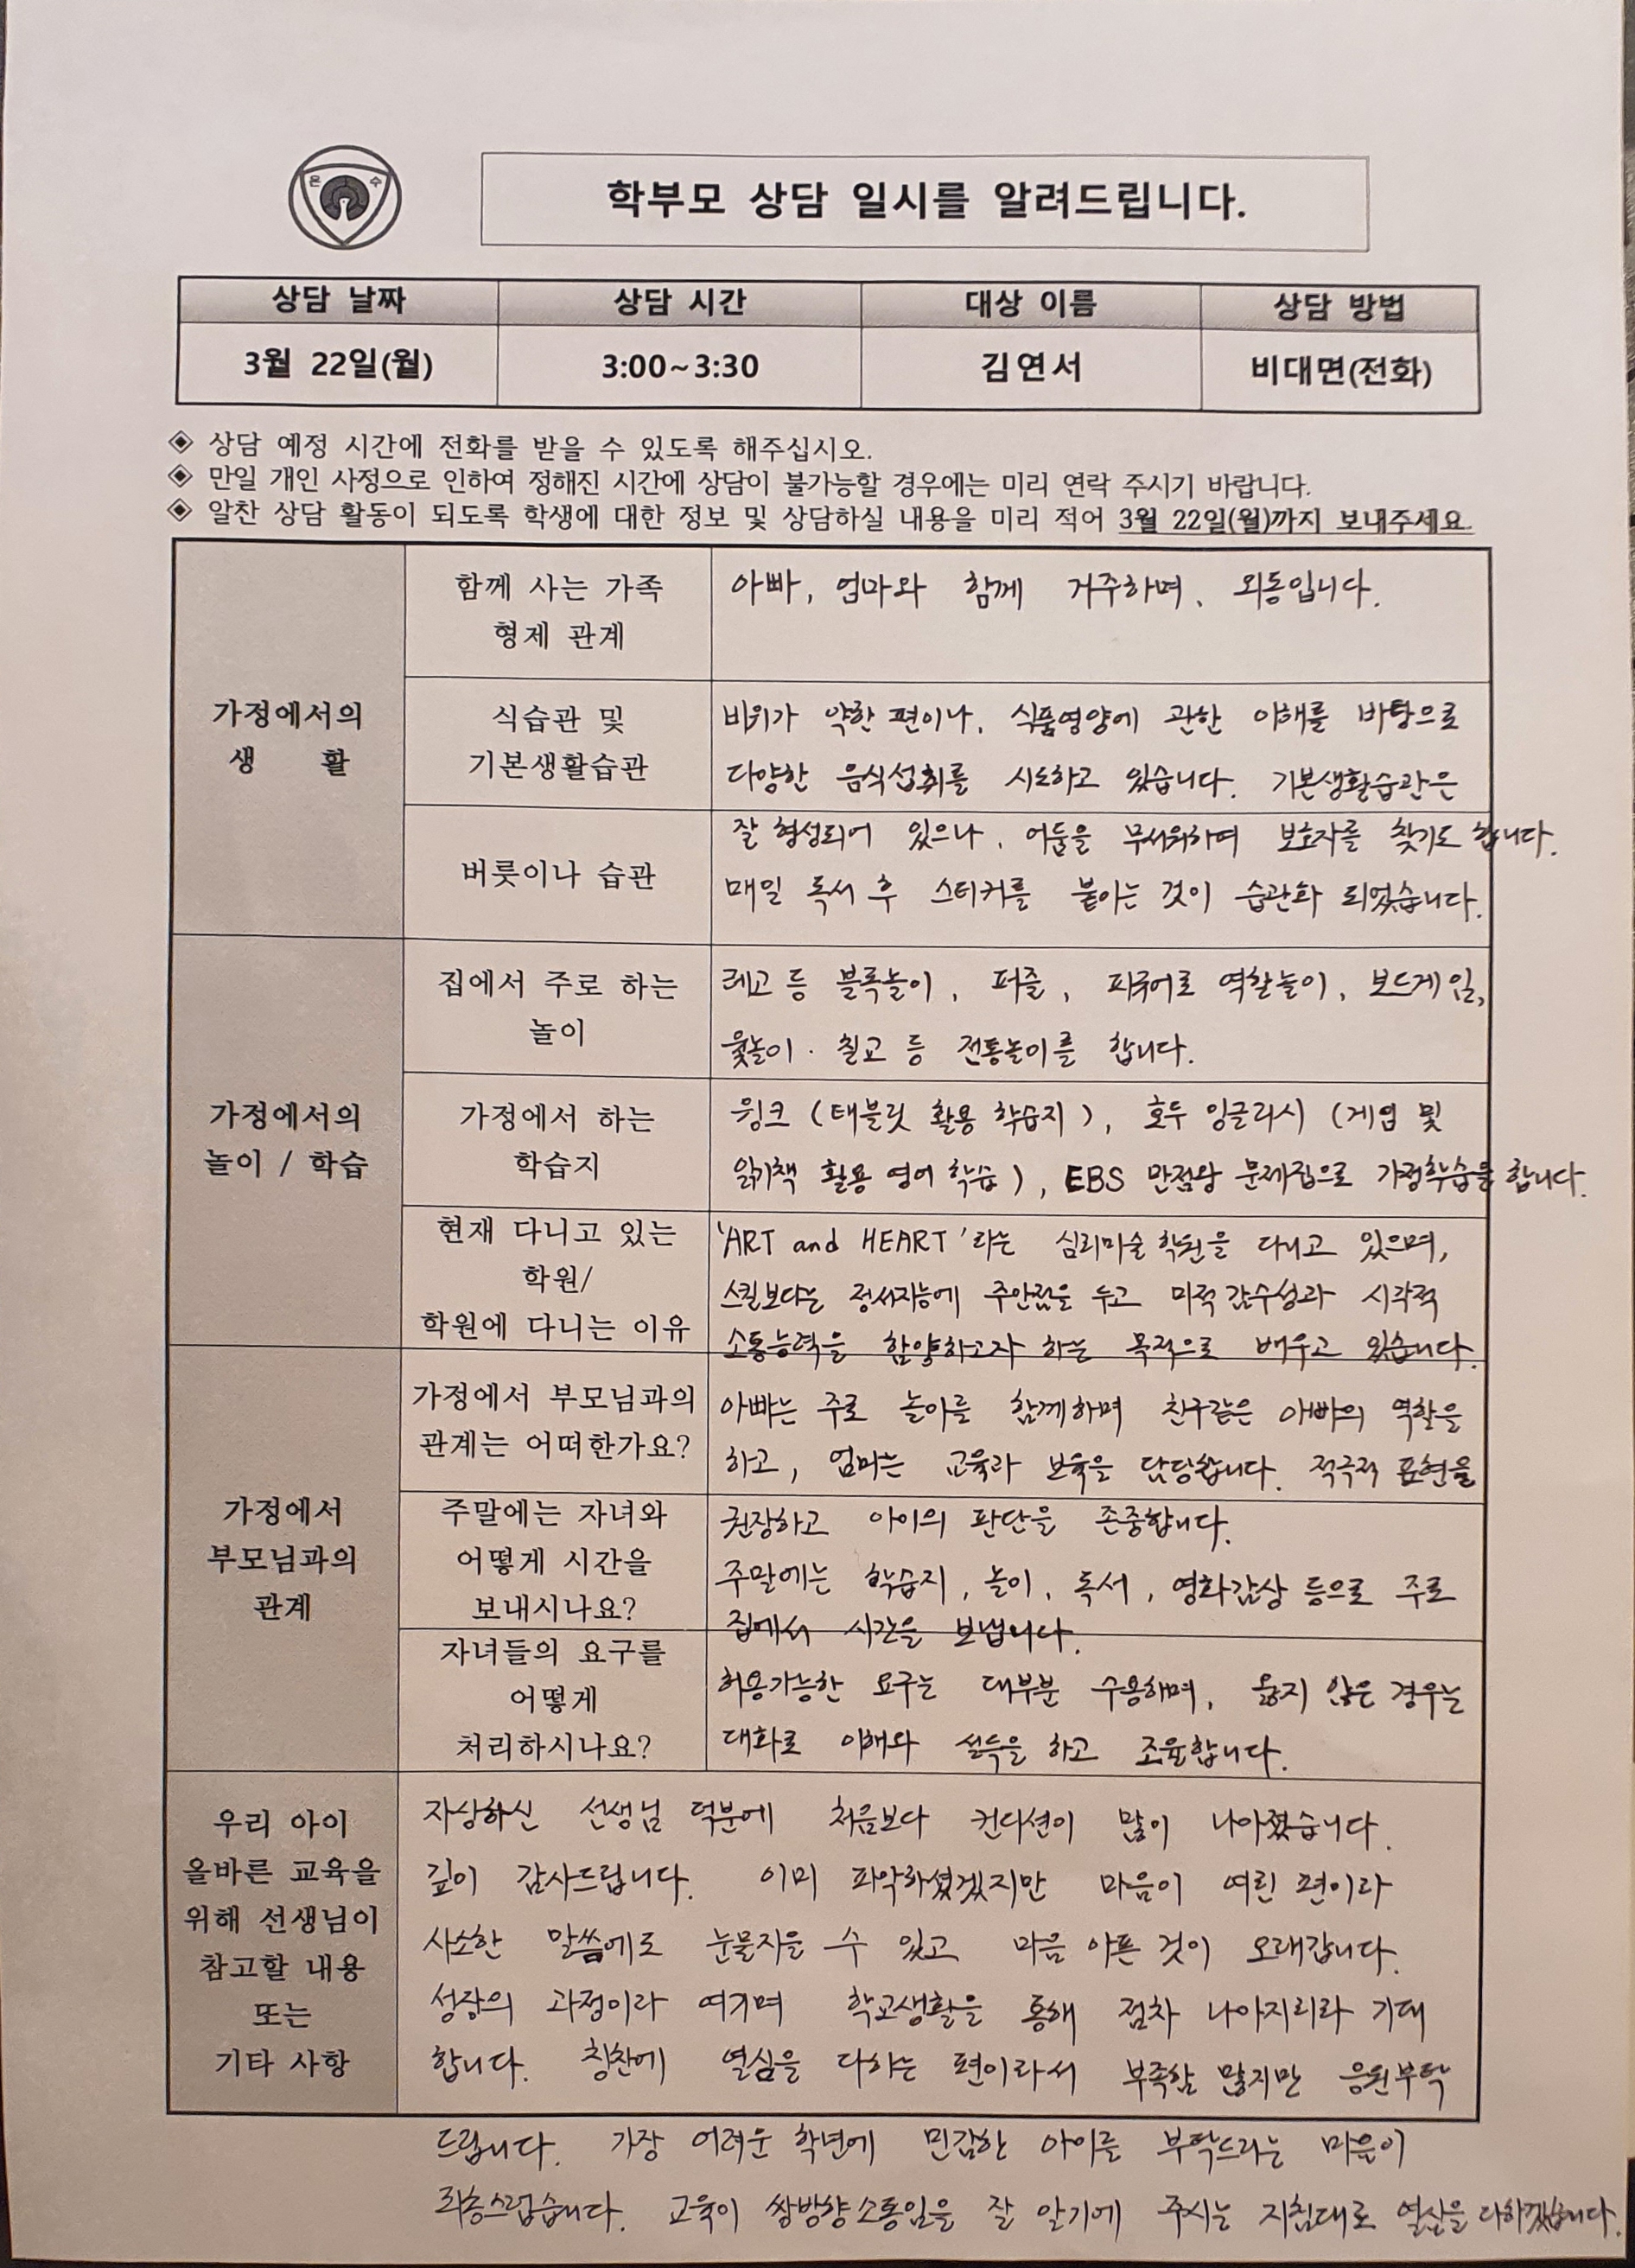 온 수
학부모 상담 일시를 알려드립니다.
상담 날짜 상담 시간 대상 이름 상담 방법
3월 22일(월) 3:00~3:30 김연서 비대면(전화)
◈ 상담 예정 시간에 전화를 받을 수 있도록 해주십시오.
◈ 만일 개인 사정으로 인하여 정해진 시간에 상담이 불가능할 경우에는 미리 연락 주시기 바랍니다.
◈ 알찬 상담 활동이 되도록 학생에 대한 정보 및 상담하실 내용을 미리 적어 3월 22일(월)까지 보내주세요.
가정에서의
생 활
함께 사는 가족
형제 관계
아빠, 엄마와 함께 거주하며, 외동입니다.
식습관 및
기본생활습관
비위가 약한 편이나, 식품영양에 관한 이해를 바탕으로
다양한 음식섭취를 시도하고 있습니다. 기본생활습관은
버릇이나 습관
잘 형성되어 있으나, 어둠을 무서워하며 보호자를 찾기도 합니다.
매일 독서 후 스티커를 붙이는 것이 습관화 되었습니다.
가정에서의
놀이 / 학습
집에서 주로 하는
놀이
레고 등 블록놀이, 퍼즐, 피규어로 역할놀이, 보드게임,
윷놀이·칠교 등 전통놀이를 합니다.
가정에서 하는
학습지
윙크 (태블릿 활용 학습지), 호두 잉글리시 (게임 및
읽기책 활용 영어 학습), EBS 만점왕 문제집으로 가정학습을 합니다.
현재 다니고 있는
학원/
학원에 다니는 이유
'ART and HEART'라는 심리미술 학원을 다니고 있으며,
스킬보다는 정서지능에 주안점을 두고 미적 감수성과 시각적
소통능력을 함양하고자 하는 목적으로 배우고 있습니다.
가정에서
부모님과의
관계
가정에서 부모님과의
관계는 어떠한가요?
아빠는 주로 놀이를 함께하며 친구같은 아빠의 역할을
하고, 엄마는 교육과 보육을 담당합니다. 적극적 표현을
주말에는 자녀와
어떻게 시간을
보내시나요?
권장하고 아이의 판단을 존중합니다.
주말에는 학습지, 놀이, 독서, 영화감상 등으로 주로
집에서 시간을 보냅니다.
자녀들의 요구를
어떻게
처리하시나요?
허용가능한 요구는 대부분 수용하며, 옳지 않은 경우는
대화로 이해와 설득을 하고 조율합니다.
우리 아이
올바른 교육을
위해 선생님이
참고할 내용
또는
기타 사항
자상하신 선생님 덕분에 처음보다 컨디션이 많이 나아졌습니다.
깊이 감사드립니다. 이미 파악하셨겠지만 마음이 여린 편이라
사소한 말씀에도 눈물지을 수 있고 마음 아픈 것이 오래갑니다.
성장의 과정이라 여기며 학교생활을 통해 점차 나아지리라 기대
합니다. 칭찬에 열심을 다하는 편이라서 부족함 많지만 응원부탁
드립니다. 가장 어려운 학년에 민감한 아이를 부탁드리는 마음이
죄송스럽습니다. 교육이 쌍방향소통임을 잘 알기에 주시는 지침대로 열심을 다하겠습니다.